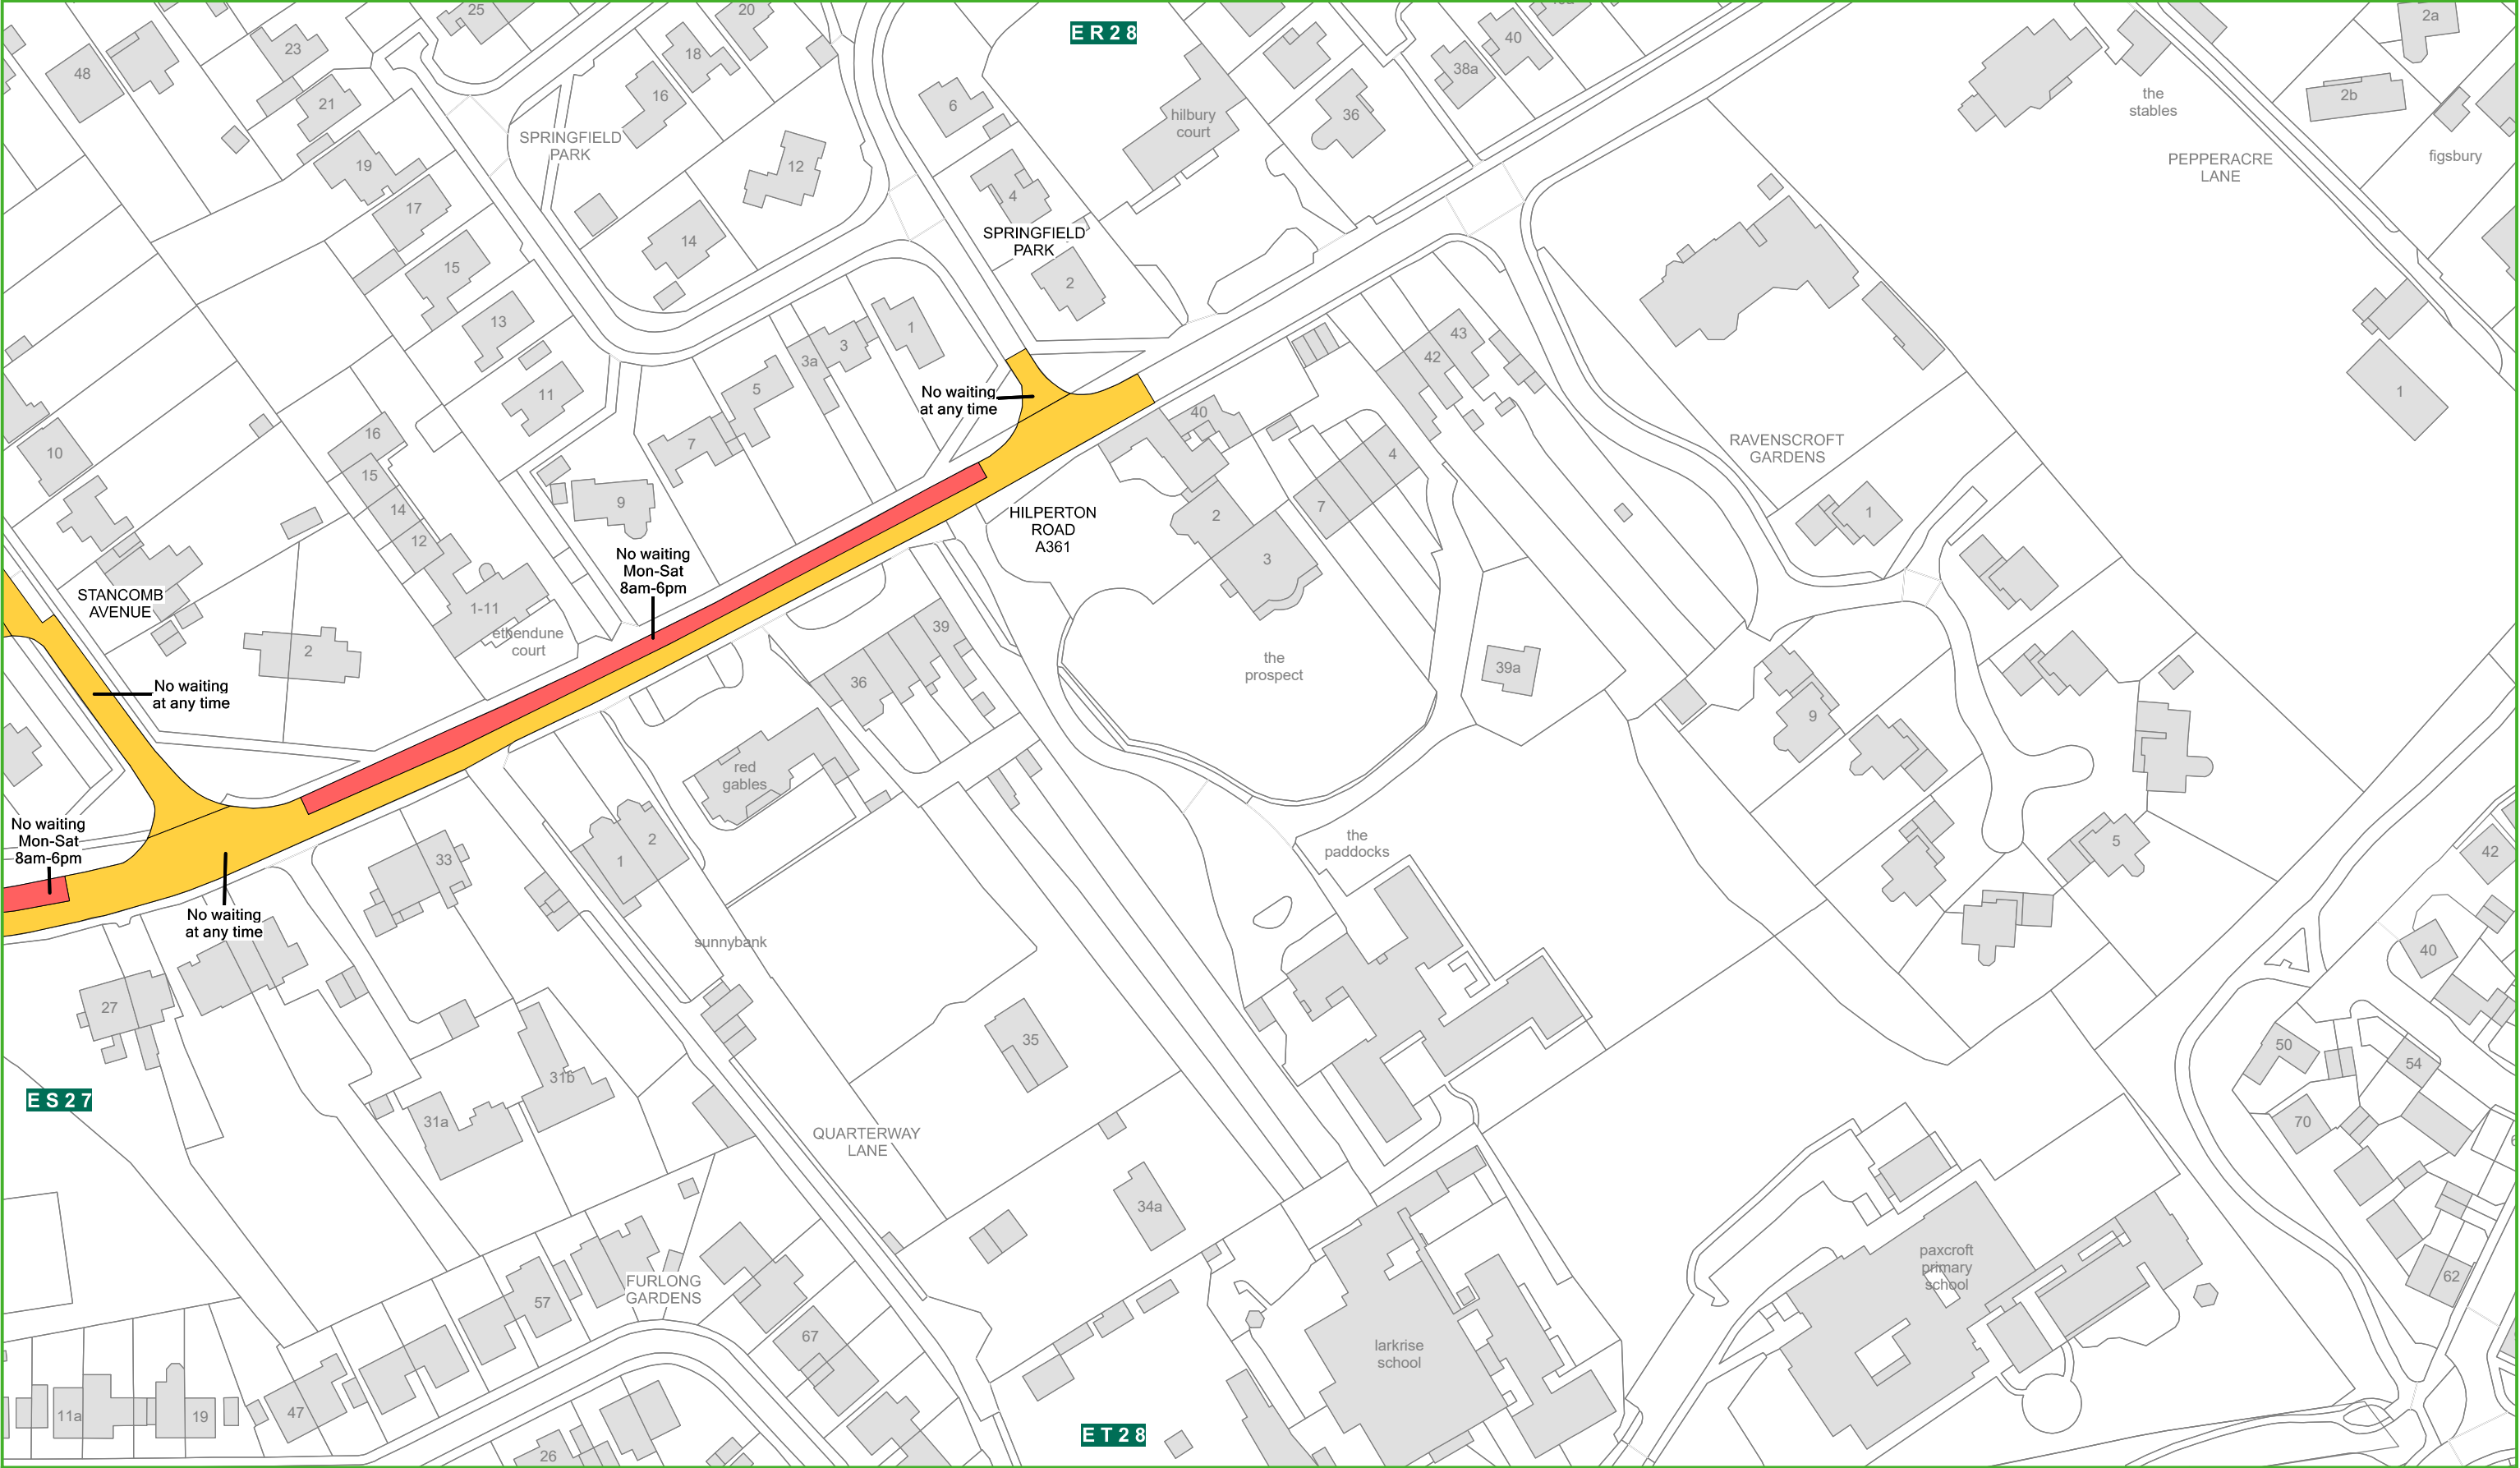 25
20
ER28
2a
48
23
18
38a
40
21
16
6
hilbury
court
36
the
stables
2b
SPRINGFIELD
PARK
19
12
4
PEPPERACRE
LANE
figsbury
17
14
SPRINGFIELD
PARK
15
2
13
1
3
3a
43
42
11
5
No waiting
at any time
40
1
16
7
RAVENSCROFT
GARDENS
10
15
9
4
14
7
2
HILPERTON
ROAD
A361
1
12
No waiting
Mon-Sat
8am-6pm
3
STANCOMB
AVENUE
1-11
ethendune
court
39
2
36
the
prospect
39a
No waiting
at any time
9
red
gables
No waiting
Mon-Sat
8am-6pm
33
1
2
the
paddocks
5
42
No waiting
at any time
sunnybank
40
27
35
50
54
31b
ES27
31a
QUARTERWAY
LANE
70
34a
FURLONG
GARDENS
57
paxcroft
primary
school
62
67
larkrise
school
11a
19
47
ET28
26